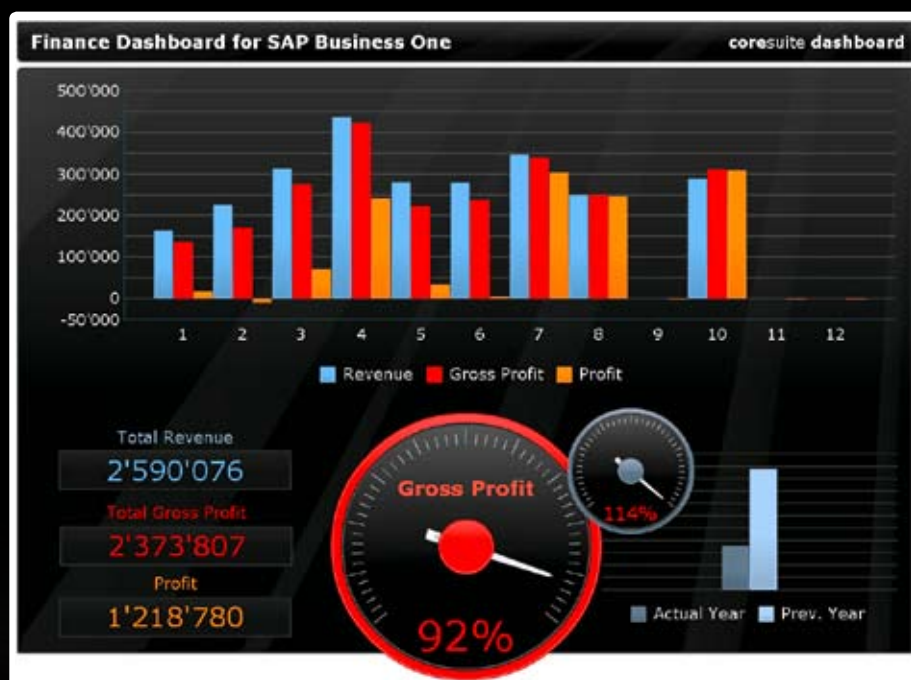 Finance Dashboard for SAP Business One
coresuite dashboard
500'000
400'000
300'000
200'000
100'000
0
-50'000
1 2 3 4 5 6 7 8 9 10 11 12
Revenue Gross Profit Profit
Total Revenue
2'590'076
Total Gross Profit
2'373'807
Profit
1'218'780
Gross Profit
92%
114%
Actual Year Prev. Year